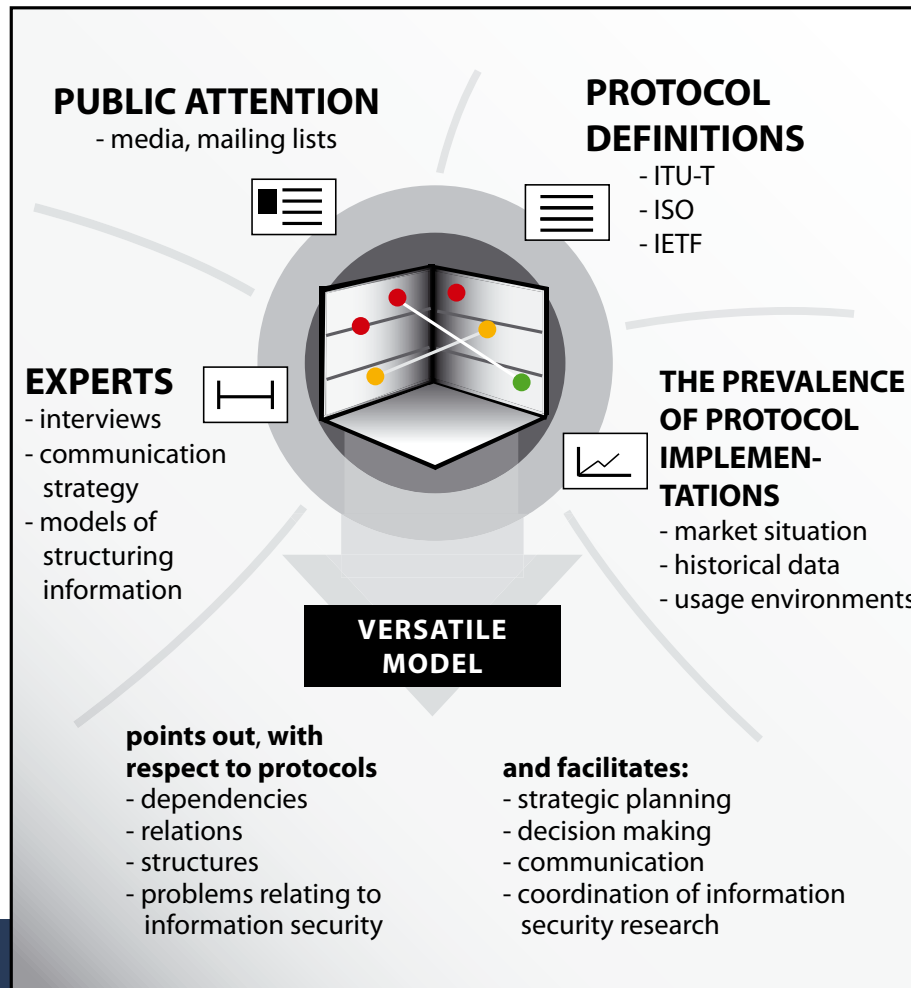 PUBLIC ATTENTION
- media, mailing lists
PROTOCOL
DEFINITIONS
- ITU-T
- ISO
- IETF
EXPERTS
- interviews
- communication
strategy
- models of
structuring
information
THE PREVALENCE
OF PROTOCOL
IMPLEMEN-
TATIONS
- market situation
- historical data
- usage environments
VERSATILE
MODEL
points out, with
respect to protocols
- dependencies
- relations
- structures
- problems relating to
information security
and facilitates:
- strategic planning
- decision making
- communication
- coordination of information
security research